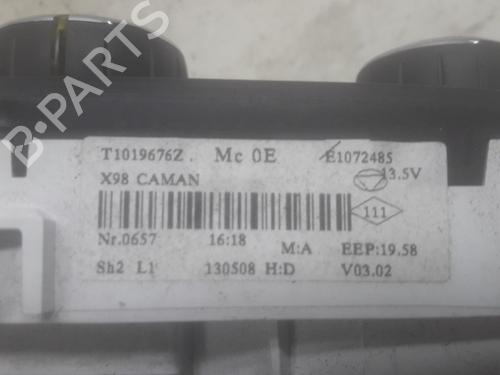 T1019676Z. Mc 0E E1072485
X98 CAMAN 13.5V
111
Nr.0657 16:18 M:A EEP:19.58
Sh2 L1 130508 H:D V03.02
B-PARTS